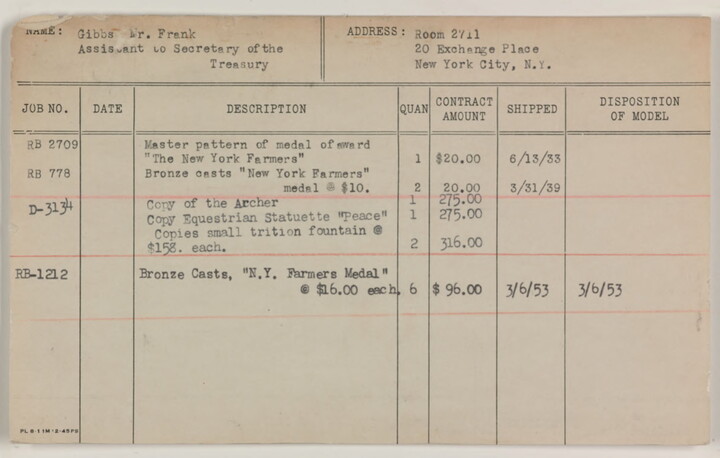 NAME: Gibbs Mr. Frank ADDRESS: Room 2711
Assistant to Secretary of the 20 Exchange Place
Treasury New York City, N.Y.
JOB NO. DATE DESCRIPTION QUAN CONTRACT AMOUNT SHIPPED DISPOSITION OF MODEL
RB 2709 Master pattern of medal of award
"The New York Farmers" 1 $20.00 6/13/33
RB 778 Bronze casts "New York Farmers"
medal @ $10. 2 20.00 3/31/39
D-3134 Copy of the Archer 1 275.00
Copy Equestrian Statuette "Peace" 1 275.00
Copies small trition fountain @
$158. each. 2 316.00
RB-1212 Bronze Casts, "N.Y. Farmers Medal"
@ $16.00 each, 6 $ 96.00 3/6/53 3/6/53